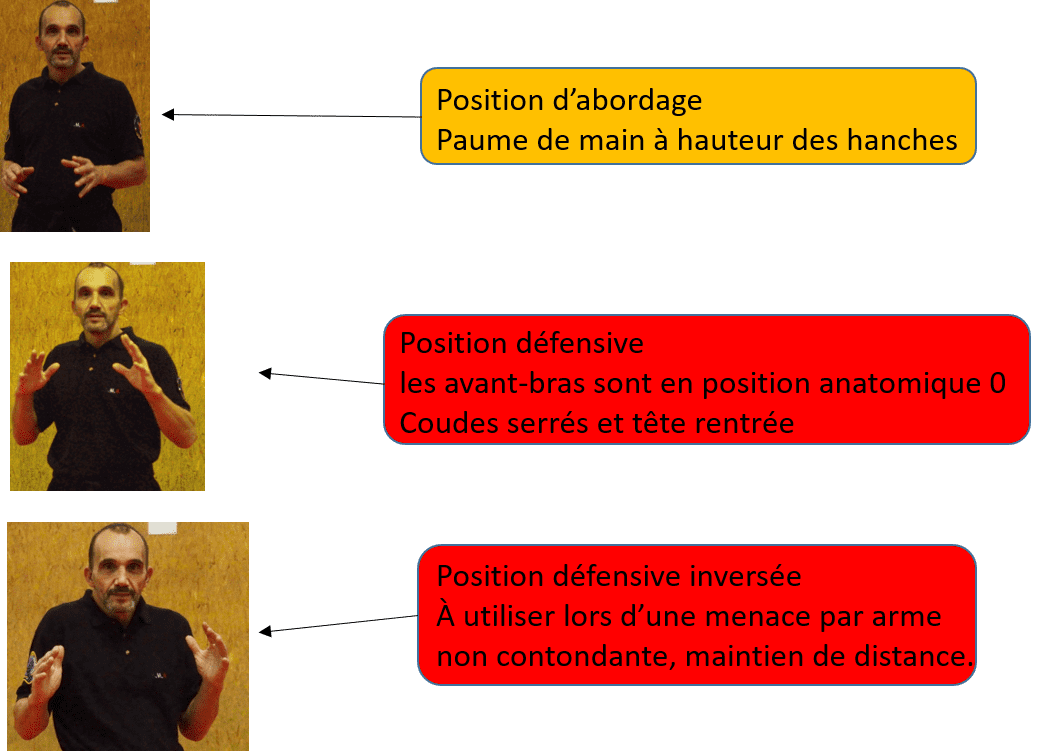 Position d’abordage
Paume de main à hauteur des hanches
Position défensive
les avant-bras sont en position anatomique 0
Coudes serrés et tête rentrée
Position défensive inversée
À utiliser lors d’une menace par arme
non contondante, maintien de distance.